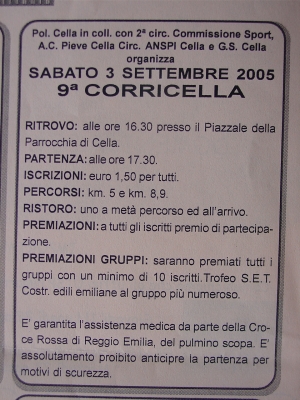 Pol. Cella in coll. con 2ª circ. Commissione Sport,
A.C. Pieve Cella Circ. ANSPI Cella e G.S. Cella
organizza
SABATO 3 SETTEMBRE 2005
9ª CORRICELLA
RITROVO: alle ore 16.30 presso il Piazzale della
Parrocchia di Cella.
PARTENZA: alle ore 17.30.
ISCRIZIONI: euro 1,50 per tutti.
PERCORSI: km. 5 e km. 8,9.
RISTORO: uno a metà percorso ed all'arrivo.
PREMIAZIONI: a tutti gli iscritti premio di partecipa-
zione.
PREMIAZIONI GRUPPI: saranno premiati tutti i
gruppi con un minimo di 10 iscritti. Trofeo S.E.T.
Costr. edili emiliane al gruppo più numeroso.
E' garantita l'assistenza medica da parte della Cro-
ce Rossa di Reggio Emilia, del pulmino scopa. E'
assolutamento proibito anticipre la partenza per
motivi di scurezza.